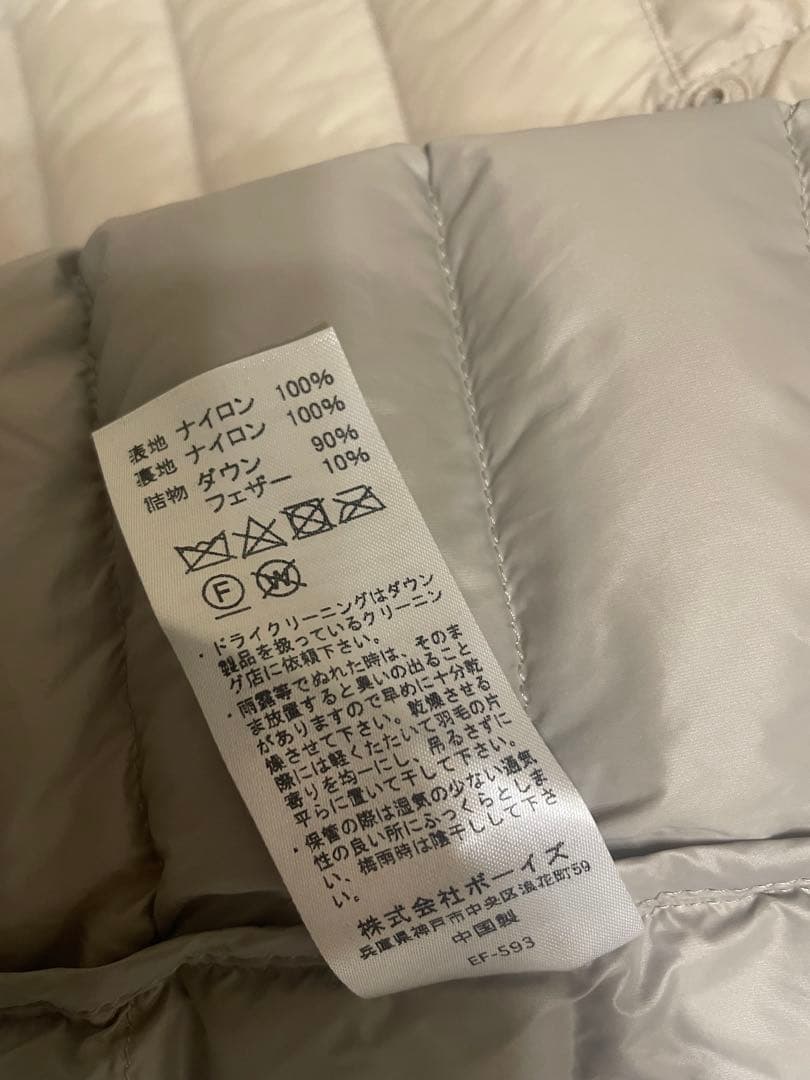 表地 ナイロン 100%
裏地 ナイロン 100%
詰物 ダウン 90%
フェザー 10%
F W
・ドライクリーニングはダウン
製品を扱っているクリーニン
グ店に依頼下さい。
・雨露等でぬれた時は、そのま
ま放置すると臭いの出ること
がありますので早めに十分乾
燥させて下さい。乾燥させる
際には軽くたたいて羽毛の片
寄りを均一にし、吊るさずに
平らに置いて干して下さい。
・保管の際は湿気の少ない通気
性の良い所にふっくらとしま
い、梅雨時は陰干しして下さ
い。
株式会社ボーイズ
兵庫県神戸市中央区浪花町59
中国製
EF-593